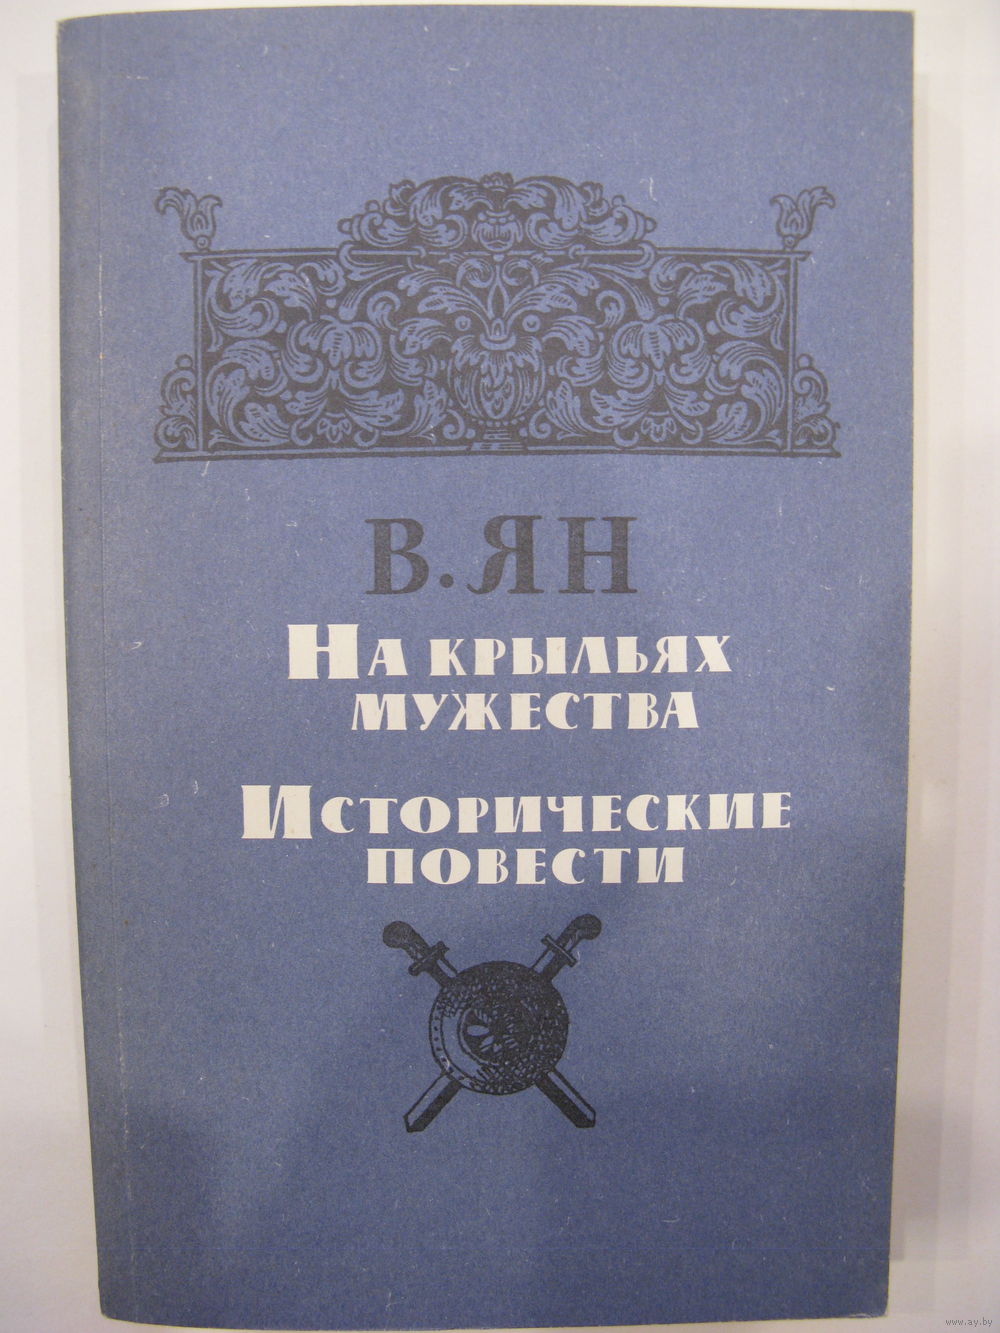 В. ЯН
НА КРЫЛЬЯХ
МУЖЕСТВА
ИСТОРИЧЕСКИЕ
ПОВЕСТИ
www.ay.by